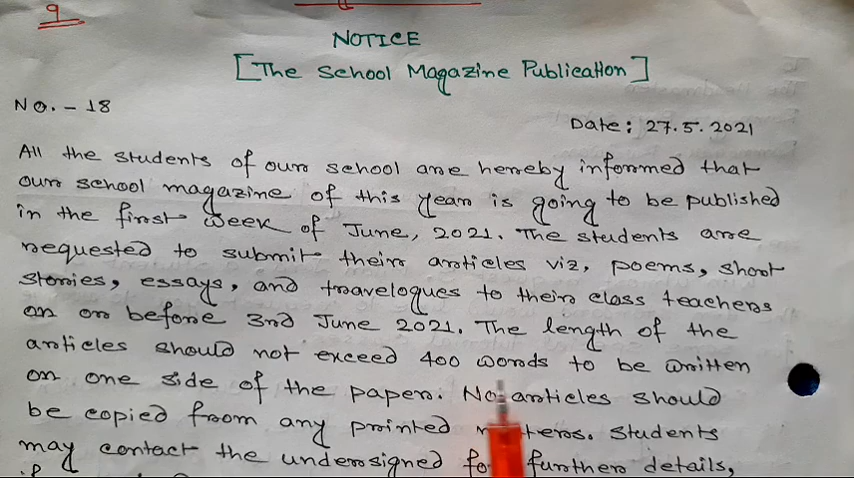 9
NOTICE
[The School Magazine Publication]
No. - 18
Date: 27.5.2021
All the students of our school are hereby informed that
our school magazine of this year is going to be published
in the first week of June, 2021. The students are
requested to submit their articles viz, poems, short
stories, essays, and traveloques to their class teachers
on or before 3rd June 2021. The length of the
articles should not exceed 400 words to be written
on one side of the paper. No articles should
be copied from any printed students
may contact the undersigned further details,